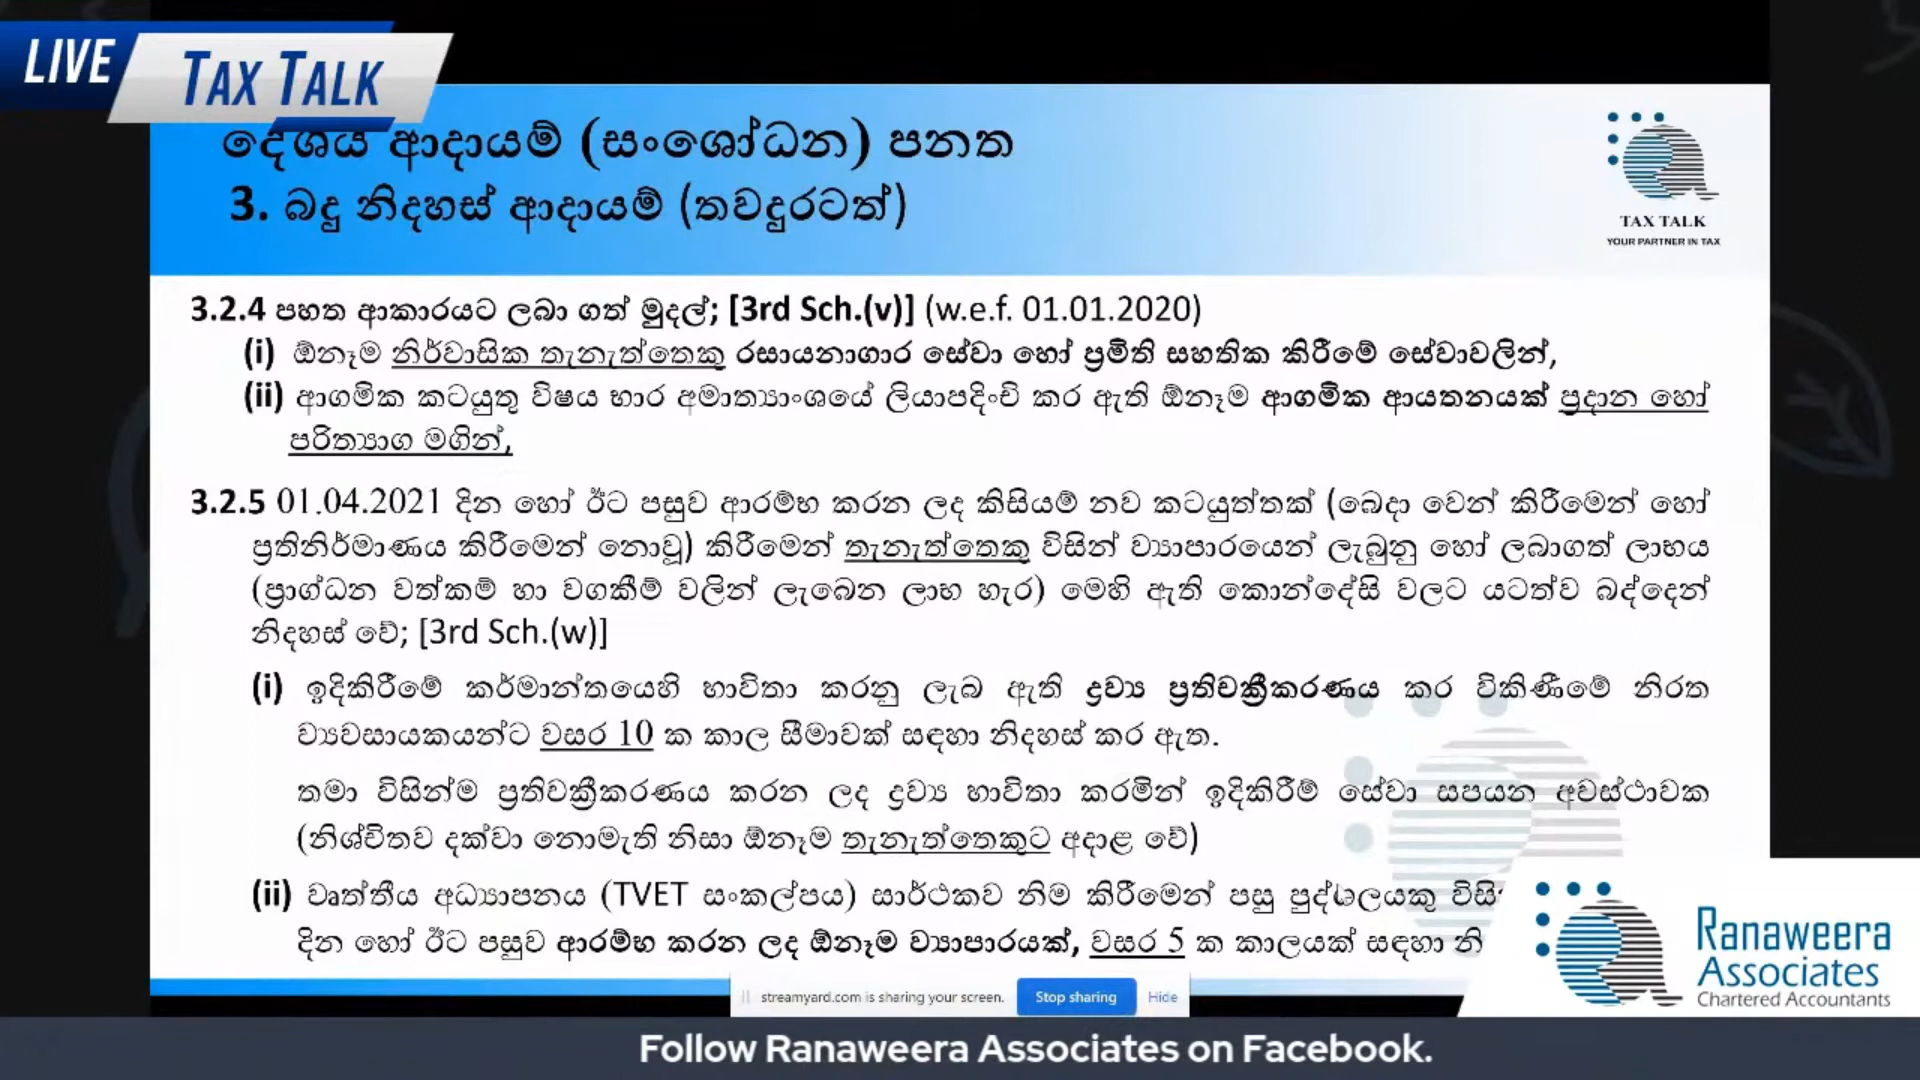 LIVE
TAX TALK
දේශීය ආදායම් (සංශෝධන) පනත
3. බදු නිදහස් ආදායම් (තවදුරටත්)
TAX TALK
YOUR PARTNER IN TAX
3.2.4 පහත ආකාරයට ලබා ගත් මුදල්; [3rd Sch.(v)] (w.e.f. 01.01.2020)
(i) ඕනෑම නිර්වාසික තැනැත්තෙකු රසායනාගාර සේවා හෝ ප්‍රමිති සහතික කිරීමේ සේවාවලින්,
(ii) ආගමික කටයුතු විෂය භාර අමාත්‍යාංශයේ ලියාපදිංචි කර ඇති ඕනෑම ආගමික ආයතනයක් ප්‍රදාන හෝ
පරිත්‍යාග මගින්,
3.2.5 01.04.2021 දින හෝ ඊට පසුව ආරම්භ කරන ලද කිසියම් නව කටයුත්තක් (බෙදා වෙන් කිරීමෙන් හෝ
ප්‍රතිනිර්මාණය කිරීමෙන් නොවූ) කිරීමෙන් තැනැත්තෙකු විසින් ව්‍යාපාරයෙන් ලැබුනු හෝ ලබාගත් ලාභය
(ප්‍රාග්ධන වත්කම් හා වගකීම් වලින් ලැබෙන ලාභ හැර) මෙහි ඇති කොන්දේසි වලට යටත්ව බද්දෙන්
නිදහස් වේ; [3rd Sch.(w)]
(i) ඉදිකිරීමේ කර්මාන්තයෙහි භාවිතා කරනු ලැබ ඇති ද්‍රව්‍ය ප්‍රතිචක්‍රීකරණය කර විකිණීමේ නිරත
ව්‍යවසායකයන්ට වසර 10 ක කාල සීමාවක් සඳහා නිදහස් කර ඇත.
තමා විසින්ම ප්‍රතිචක්‍රීකරණය කරන ලද ද්‍රව්‍ය භාවිතා කරමින් ඉදිකිරීම් සේවා සපයන අවස්ථාවක
(නිශ්චිතව දක්වා නොමැති නිසා ඕනෑම තැනැත්තෙකුට අදාළ වේ)
(ii) වෘත්තීය අධ්‍යාපනය (TVET සංකල්පය) සාර්ථකව නිම කිරීමෙන් පසු පුද්ගලයකු
දින හෝ ඊට පසුව ආරම්භ කරන ලද ඕනෑම ව්‍යාපාරයක්, වසර 5 ක කාලයක් සඳහා
Ranaweera
Associates
Chartered Accountants
streamyard.com is sharing your screen. Stop sharing Hide
Follow Ranaweera Associates on Facebook.